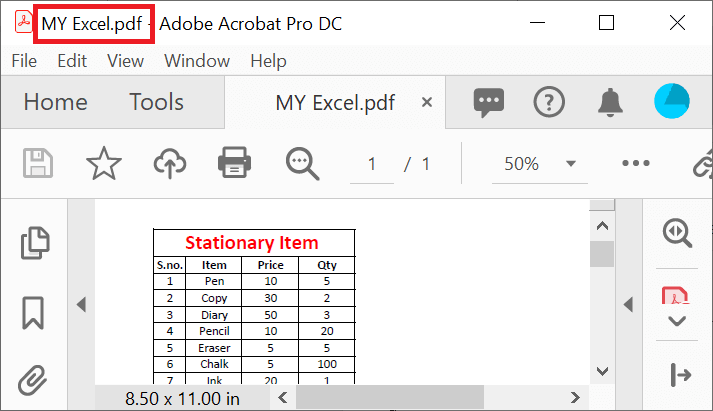 MY Excel.pdf - Adobe Acrobat Pro DC
File Edit View Window Help
Home Tools MY Excel.pdf ×
1 / 1 50%
Stationary Item
S.no. Item Price Qty
1 Pen 10 5
2 Copy 30 2
3 Diary 50 3
4 Pencil 10 20
5 Eraser 5 5
6 Chalk 5 100
7 Ink 20 1
8.50 x 11.00 in